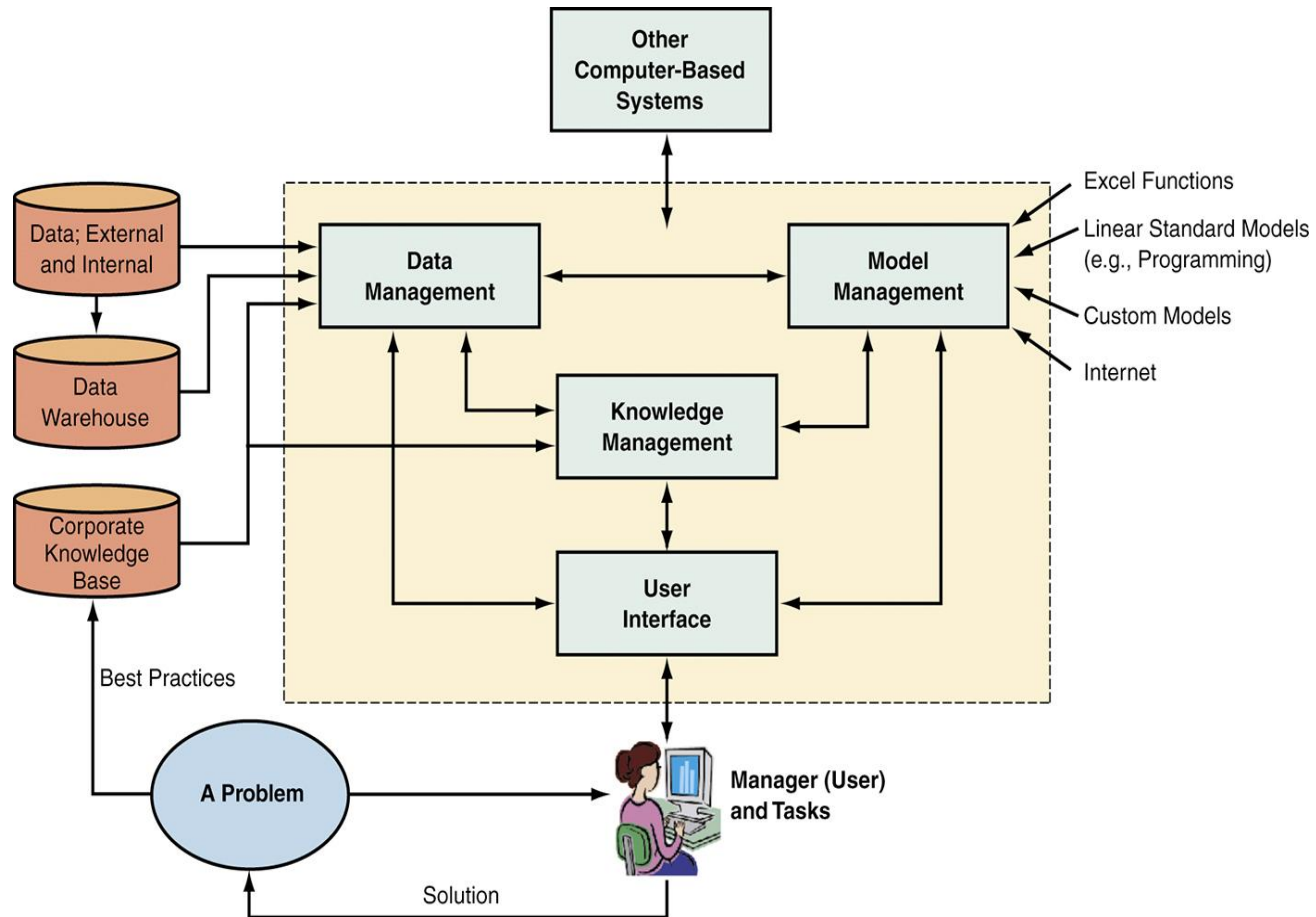 Other
Computer-Based
Systems
Data; External
and Internal
Data
Management
Model
Management
Excel Functions
Linear Standard Models
(e.g., Programming)
Custom Models
Internet
Data
Warehouse
Knowledge
Management
Corporate
Knowledge
Base
User
Interface
Best Practices
A Problem
Manager (User)
and Tasks
Solution